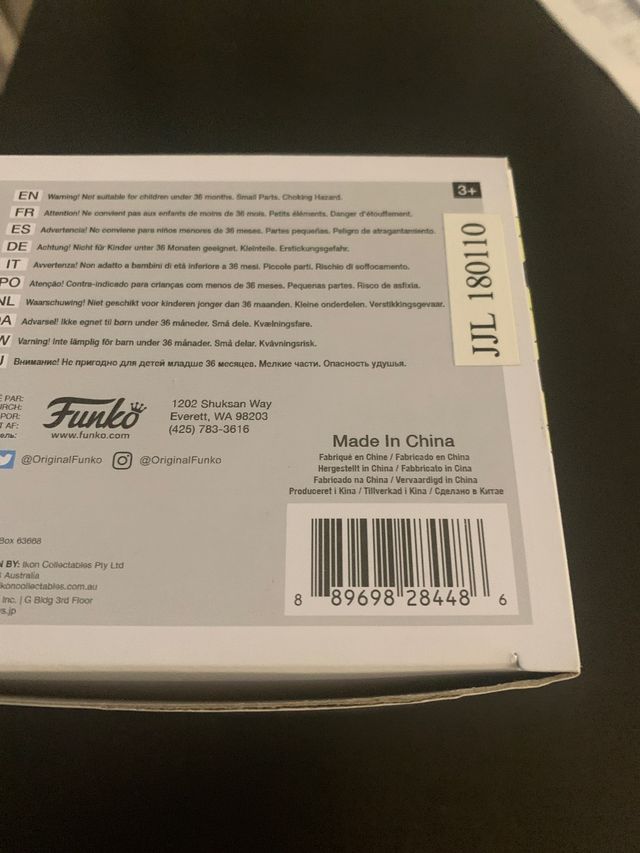 3+
EN Warning! Not suitable for children under 36 months. Small Parts. Choking Hazard.
FR Attention! Ne convient pas aux enfants de moins de 36 mois. Petits éléments. Danger d'étouffement.
ES Advertencia! No conviene para niños menores de 36 meses. Partes pequeñas. Peligro de atragantamiento.
DE Achtung! Nicht für Kinder unter 36 Monaten geeignet. Kleinteile. Erstickungsgefahr.
IT Avvertenza! Non adatto a bambini di età inferiore a 36 mesi. Piccole parti. Rischio di soffocamento.
PO Atenção! Contra-indicado para crianças com menos de 36 meses. Pequenas partes. Risco de asfixia.
NL Waarschuwing! Niet geschikt voor kinderen jonger dan 36 maanden. Kleine onderdelen. Verstikkingsgevaar.
DA Advarsel! Ikke egnet til børn under 36 måneder. Små dele. Kvælningsfare.
Varning! Inte lämplig för barn under 36 månader. Små delar. Kvävningsrisk.
Внимание! Не пригодно для детей младше 36 месяцев. Мелкие части. Опасность удушья.
JJL 180110
PAR:
POR:
AF:
Funko
www.funko.com
1202 Shuksan Way
Everett, WA 98203
(425) 783-3616
@OriginalFunko @OriginalFunko
Made In China
Fabriqué en Chine / Fabricado en China
Hergestellt in China / Fabbricato in Cina
Fabricado na China / Vervaardigd in China
Produceret i Kina / Tillverkad i Kina / Сделано в Китае
Box 63668
BY: Ikon Collectables Pty Ltd
Australia
koncollectables.com.au
Inc. | G Bldg 3rd Floor
s.jp
8 89698 28448 6